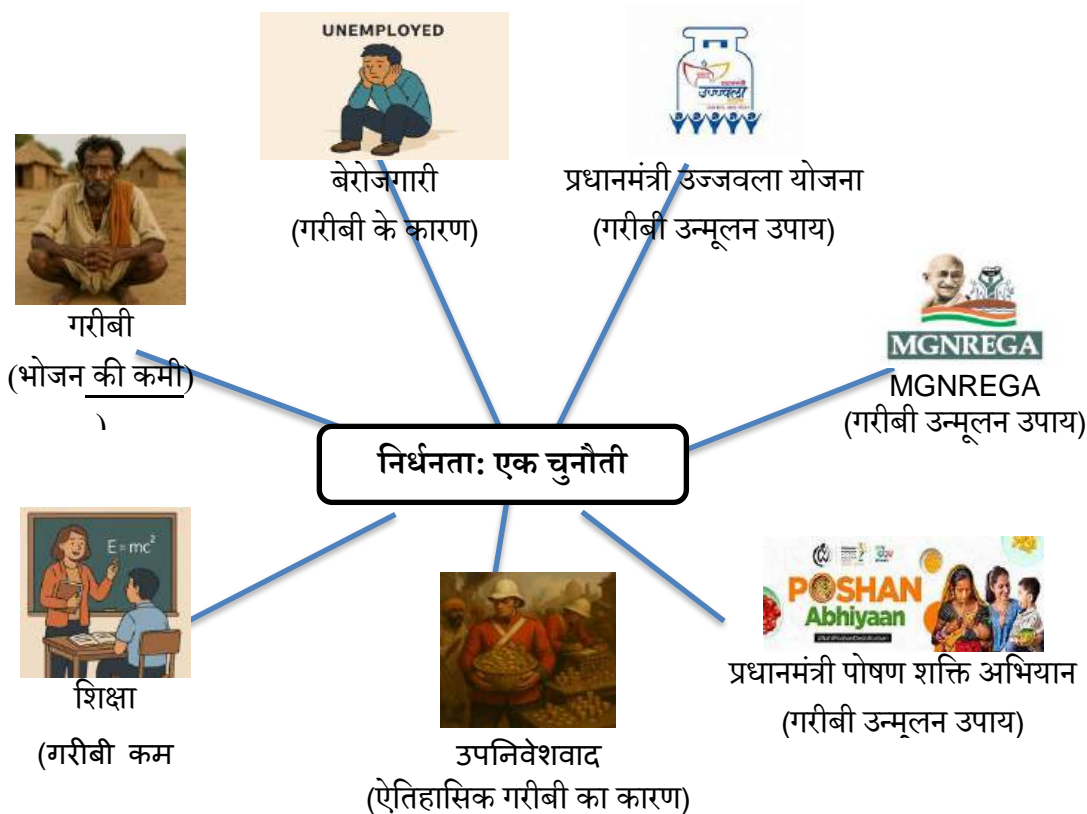 UNEMPLOYED
बेरोजगारी
(गरीबी के कारण)
उज्ज्वला
प्रधानमंत्री उज्जवला योजना
(गरीबी उन्मूलन उपाय)
गरीबी
(भोजन की कमी)
)
MGNREGA
MGNREGA
(गरीबी उन्मूलन उपाय)
निर्धनता: एक चुनौती
E=mc²
शिक्षा
(गरीबी कम
उपनिवेशवाद
(ऐतिहासिक गरीबी का कारण)
POSHAN
Abhiyaan
प्रधानमंत्री पोषण शक्ति अभियान
(गरीबी उन्मूलन उपाय)